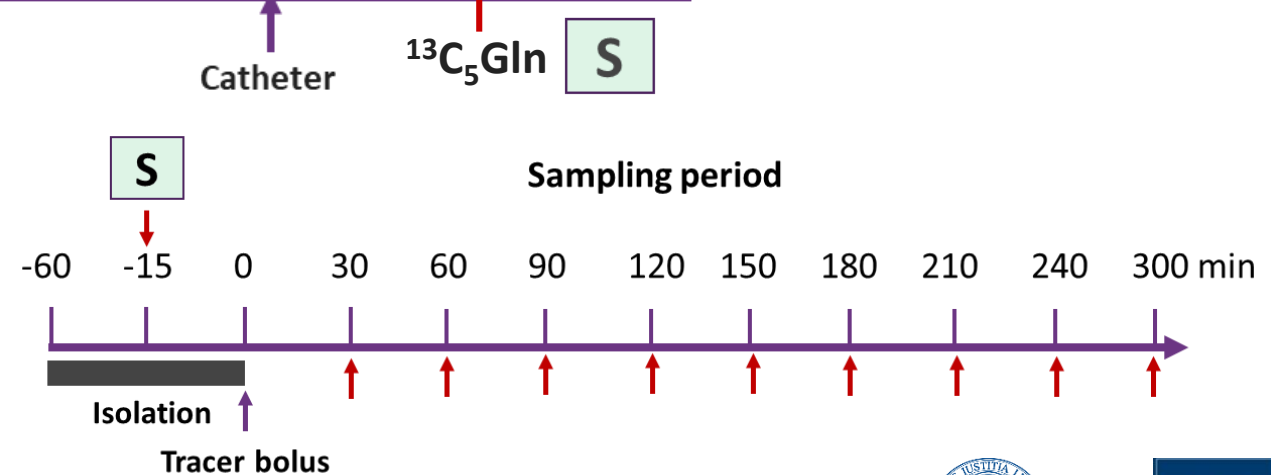 ¹³C₅Gln S
Catheter
S
Sampling period
-60 -15 0 30 60 90 120 150 180 210 240 300 min
Isolation
Tracer bolus
JUSTITIA